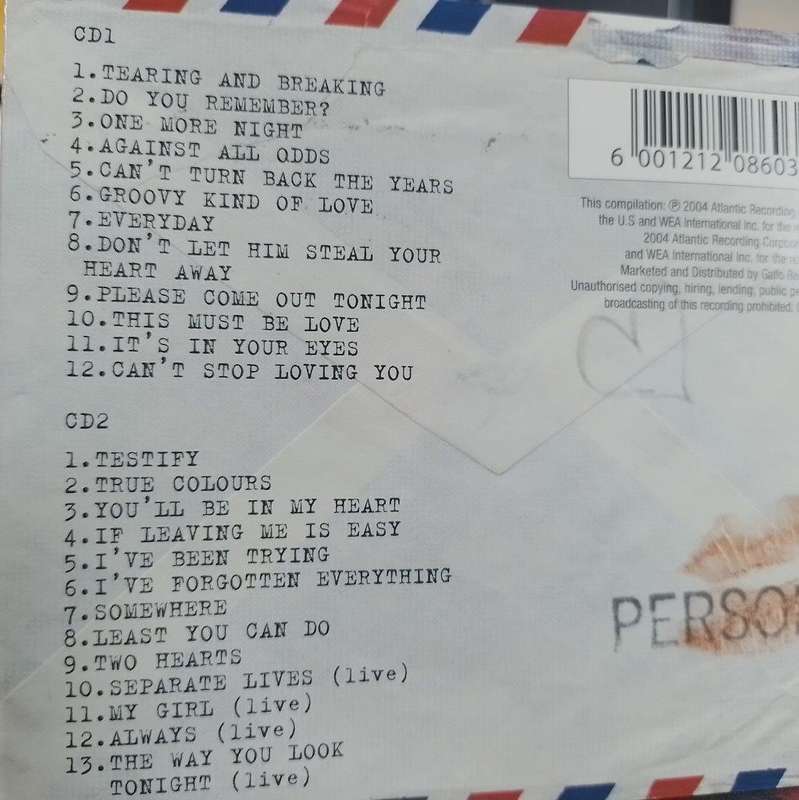 CD1
1.TEARING AND BREAKING
2.DO YOU REMEMBER?
3.ONE MORE NIGHT
4.AGAINST ALL ODDS
5.CAN'T TURN BACK THE YEARS
6.GROOVY KIND OF LOVE
7.EVERYDAY
8.DON'T LET HIM STEAL YOUR
HEART AWAY
9.PLEASE COME OUT TONIGHT
10.THIS MUST BE LOVE
11.IT'S IN YOUR EYES
12.CAN'T STOP LOVING YOU
CD2
1.TESTIFY
2.TRUE COLOURS
3.YOU'LL BE IN MY HEART
4.IF LEAVING ME IS EASY
5.I'VE BEEN TRYING
6.I'VE FORGOTTEN EVERYTHING
7.SOMEWHERE
8.LEAST YOU CAN DO
9.TWO HEARTS
10.SEPARATE LIVES (live)
11.MY GIRL (live)
12.ALWAYS (live)
13.THE WAY YOU LOOK
TONIGHT (live)
6 001212 08603
This compilation: ℗ 2004 Atlantic Recording
the U.S and WEA International Inc. for the
2004 Atlantic Recording
and WEA International Inc. for the
Marketed and Distributed by Gallo
Unauthorised copying, hiring, lending, public
broadcasting of this recording prohibited.
PERSO